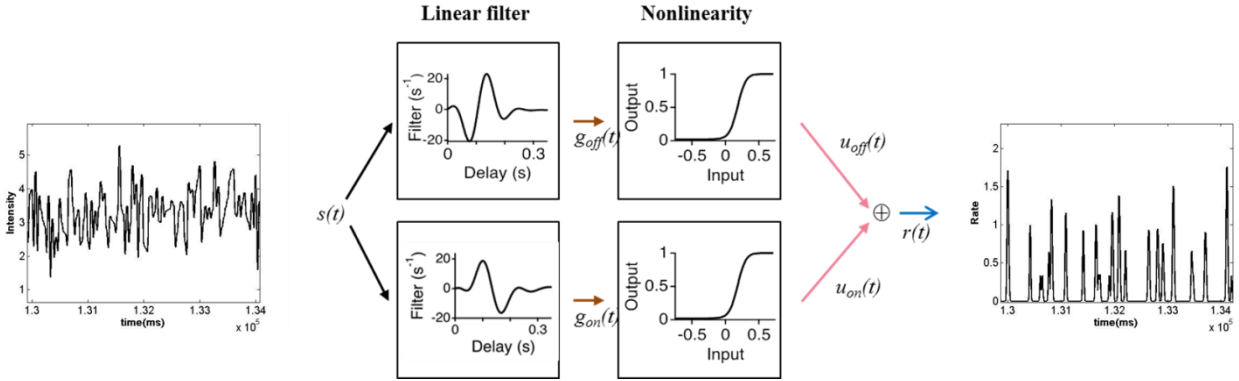 Linear filter
Nonlinearity
Intensity
5
4
3
2
1
1.3 1.31 1.32 1.33 1.34
time(ms)
x 10⁵
s(t)
Filter (s⁻¹)
20
0
-20
0 0.3
Delay (s)
g_off(t)
Output
1
0.5
0
-0.5 0 0.5
Input
u_off(t)
Filter (s⁻¹)
20
0
-20
0 0.3
Delay (s)
g_on(t)
Output
1
0.5
0
-0.5 0 0.5
Input
u_on(t)
⊕
r(t)
Rate
2
1.5
1
0.5
0
1.3 1.31 1.32 1.33 1.34
time(ms)
x 10⁵